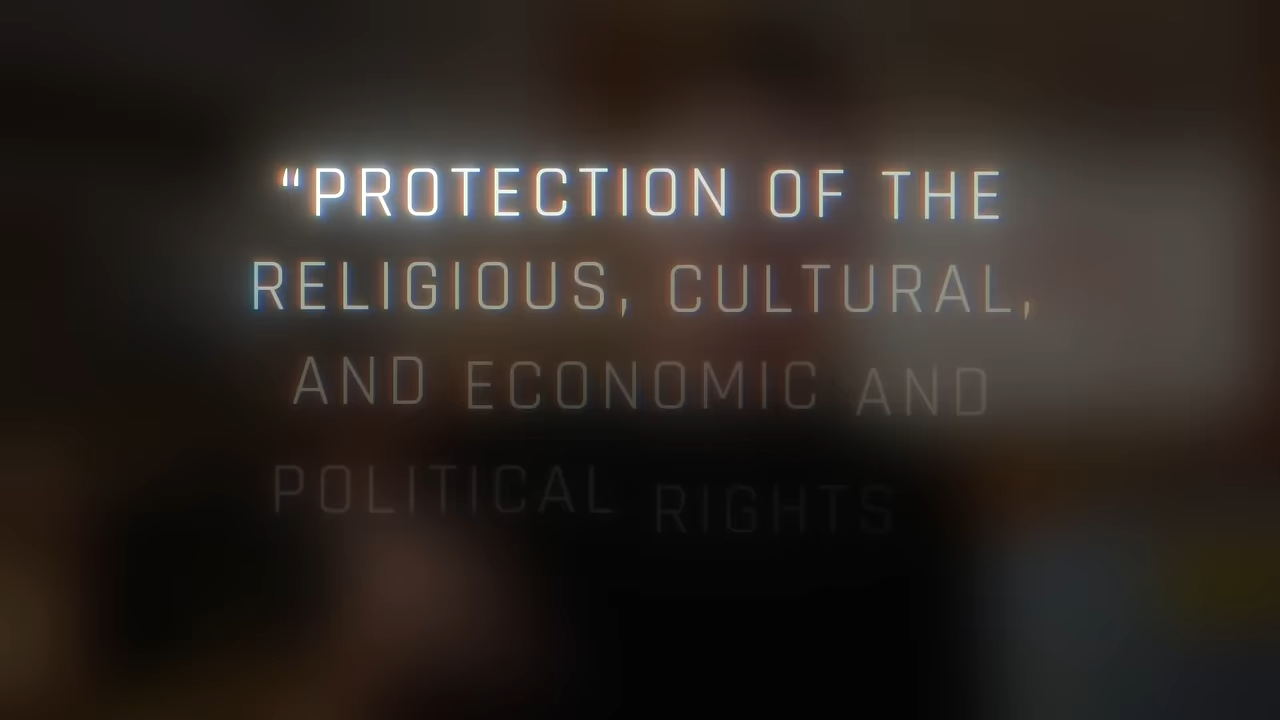 “PROTECTION OF THE
RELIGIOUS, CULTURAL,
AND ECONOMIC AND
POLITICAL RIGHTS